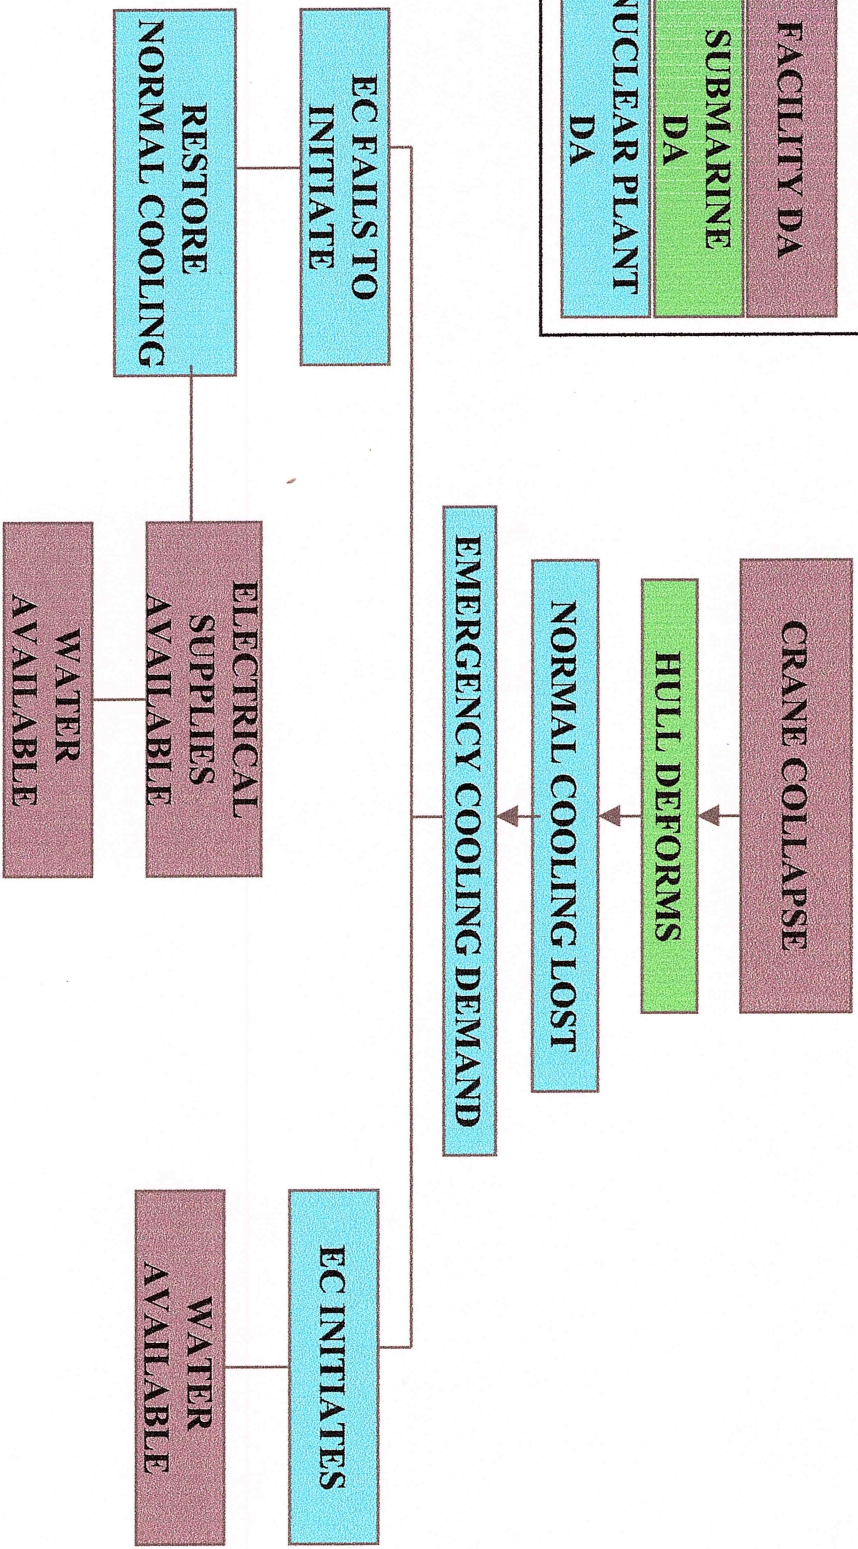 FACILITY DA
SUBMARINE
DA
NUCLEAR PLANT
DA
CRANE COLLAPSE
HULL DEFORMS
NORMAL COOLING LOST
EMERGENCY COOLING DEMAND
EC FAILS TO
INITIATE
RESTORE
NORMAL COOLING
ELECTRICAL
SUPPLIES
AVAILABLE
WATER
AVAILABLE
EC INITIATES
WATER
AVAILABLE